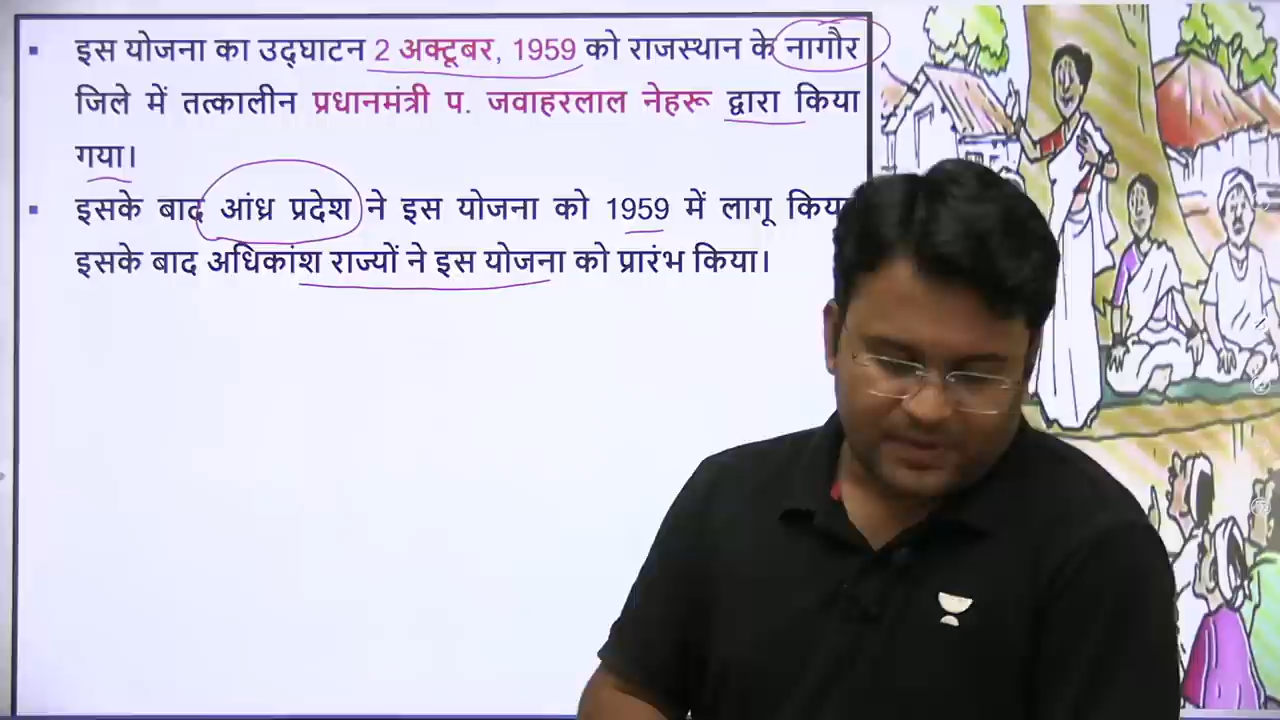 ▪ इस योजना का उद्घाटन 2 अक्टूबर, 1959 को राजस्थान के नागौर
जिले में तत्कालीन प्रधानमंत्री प. जवाहरलाल नेहरू द्वारा किया
गया।
▪ इसके बाद आंध्र प्रदेश ने इस योजना को 1959 में लागू
इसके बाद अधिकांश राज्यों ने इस योजना को प्रारंभ किया।